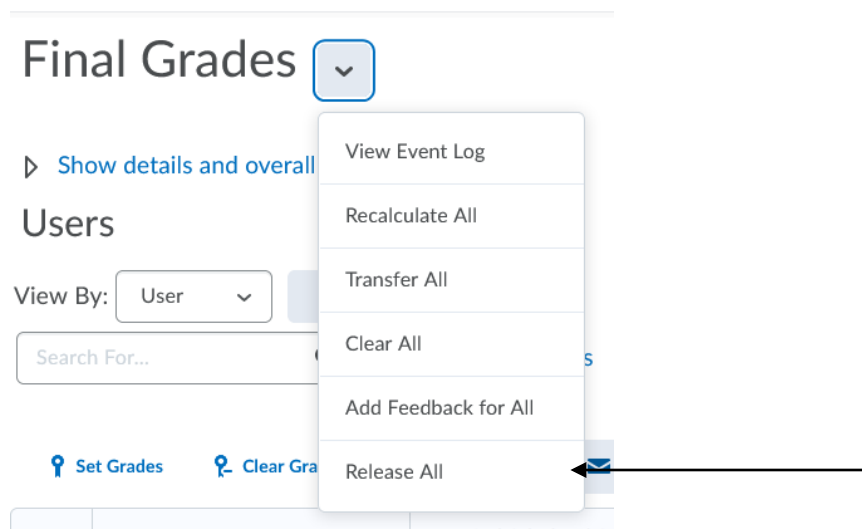 Final Grades
View Event Log
Show details and overall
Recalculate All
Users
Transfer All
View By: User
Clear All
Search For...
Add Feedback for All
Set Grades
Release All